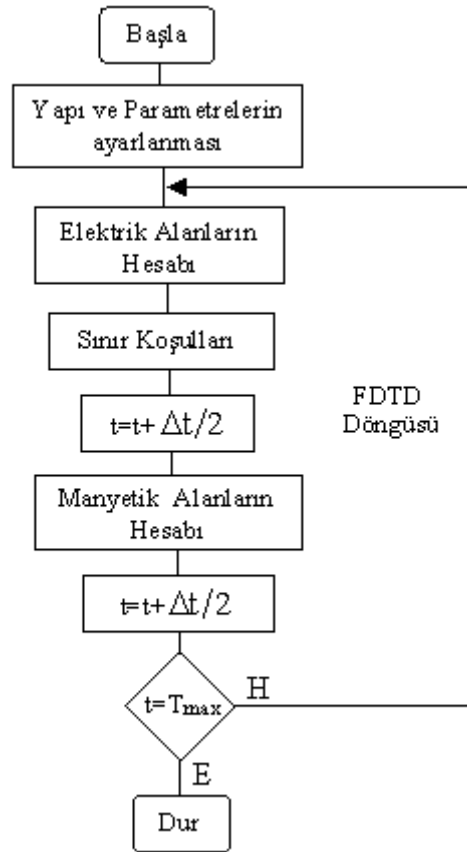 Başla
Yapı ve Parametrelerin
ayarlanması
Elektrik Alanların
Hesabı
Sınır Koşulları
FDTD
Döngüsü
t=t+Δt/2
Manyetik Alanların
Hesabı
t=t+Δt/2
t=Tmax
H
E
Dur